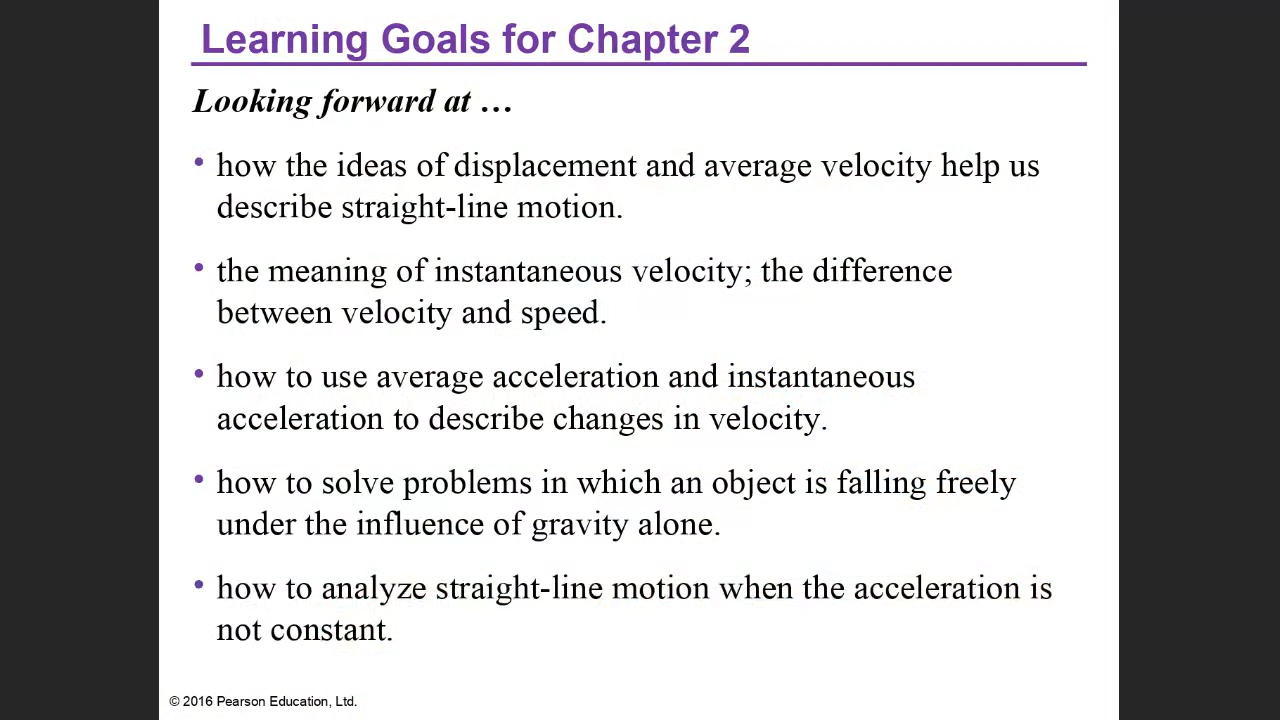 Learning Goals for Chapter 2
Looking forward at …
• how the ideas of displacement and average velocity help us
describe straight-line motion.
• the meaning of instantaneous velocity; the difference
between velocity and speed.
• how to use average acceleration and instantaneous
acceleration to describe changes in velocity.
• how to solve problems in which an object is falling freely
under the influence of gravity alone.
• how to analyze straight-line motion when the acceleration is
not constant.
© 2016 Pearson Education, Ltd.